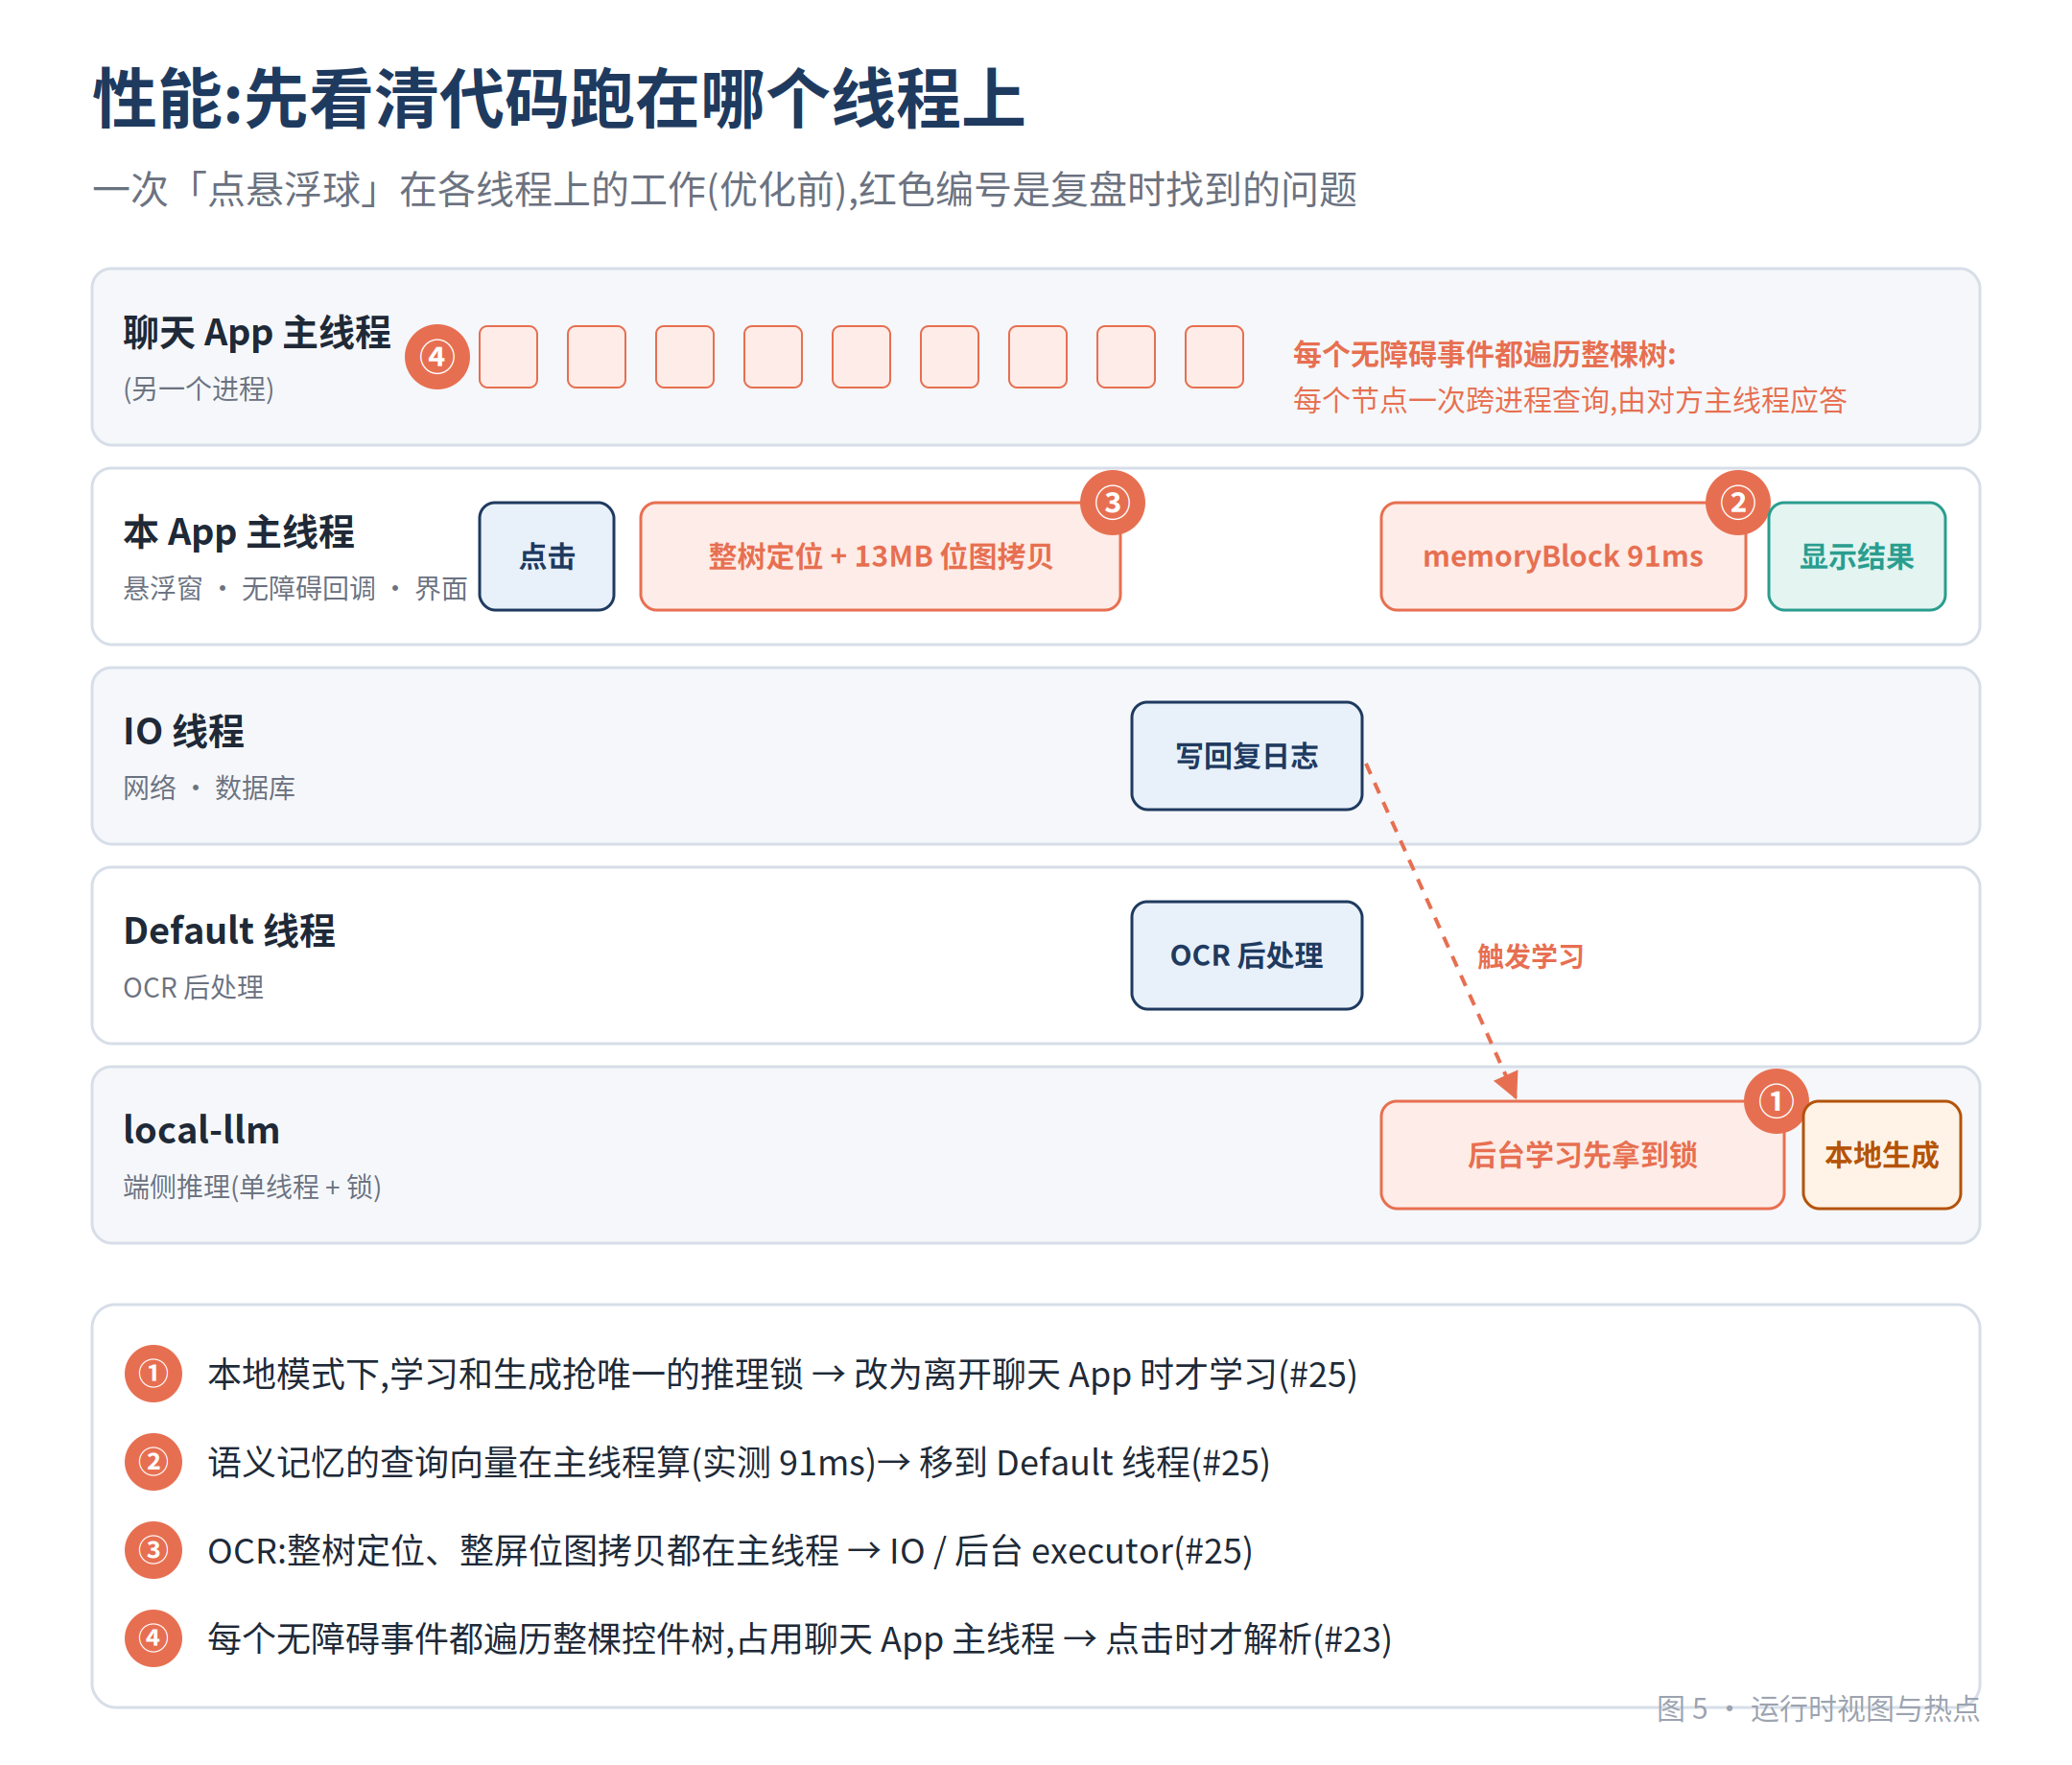 性能:先看清代码跑在哪个线程上
一次「点悬浮球」在各线程上的工作(优化前),红色编号是复盘时找到的问题
聊天 App 主线程
(另一个进程)
④
每个无障碍事件都遍历整棵树:
每个节点一次跨进程查询,由对方主线程应答
本 App 主线程
悬浮窗 · 无障碍回调 · 界面
点击
整树定位 + 13MB 位图拷贝
③
memoryBlock 91ms
②
显示结果
IO 线程
网络 · 数据库
写回复日志
Default 线程
OCR 后处理
OCR 后处理
触发学习
local-llm
端侧推理(单线程 + 锁)
后台学习先拿到锁
①
本地生成
① 本地模式下,学习和生成抢唯一的推理锁 → 改为离开聊天 App 时才学习(#25)
② 语义记忆的查询向量在主线程算(实测 91ms)→ 移到 Default 线程(#25)
③ OCR:整树定位、整屏位图拷贝都在主线程 → IO / 后台 executor(#25)
④ 每个无障碍事件都遍历整棵控件树,占用聊天 App 主线程 → 点击时才解析(#23)
图 5 · 运行时视图与热点